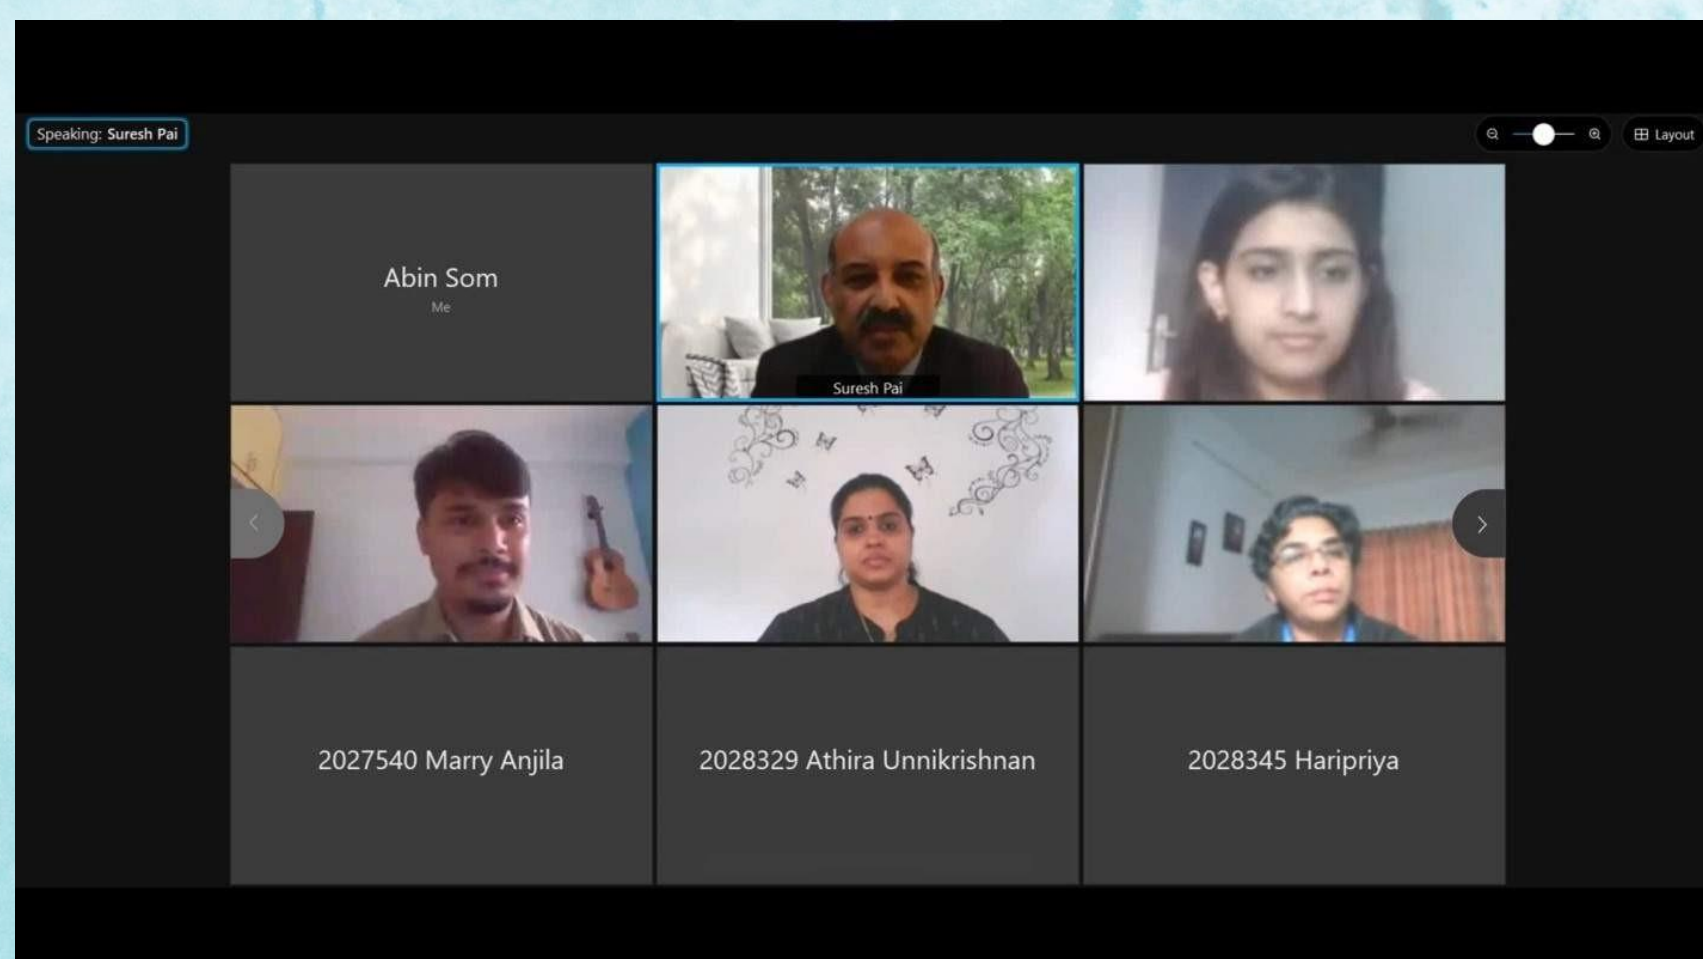 Speaking: Suresh Pai
Layout
Abin Som
Me
Suresh Pai
2027540 Marry Anjila
2028329 Athira Unnikrishnan
2028345 Haripriya